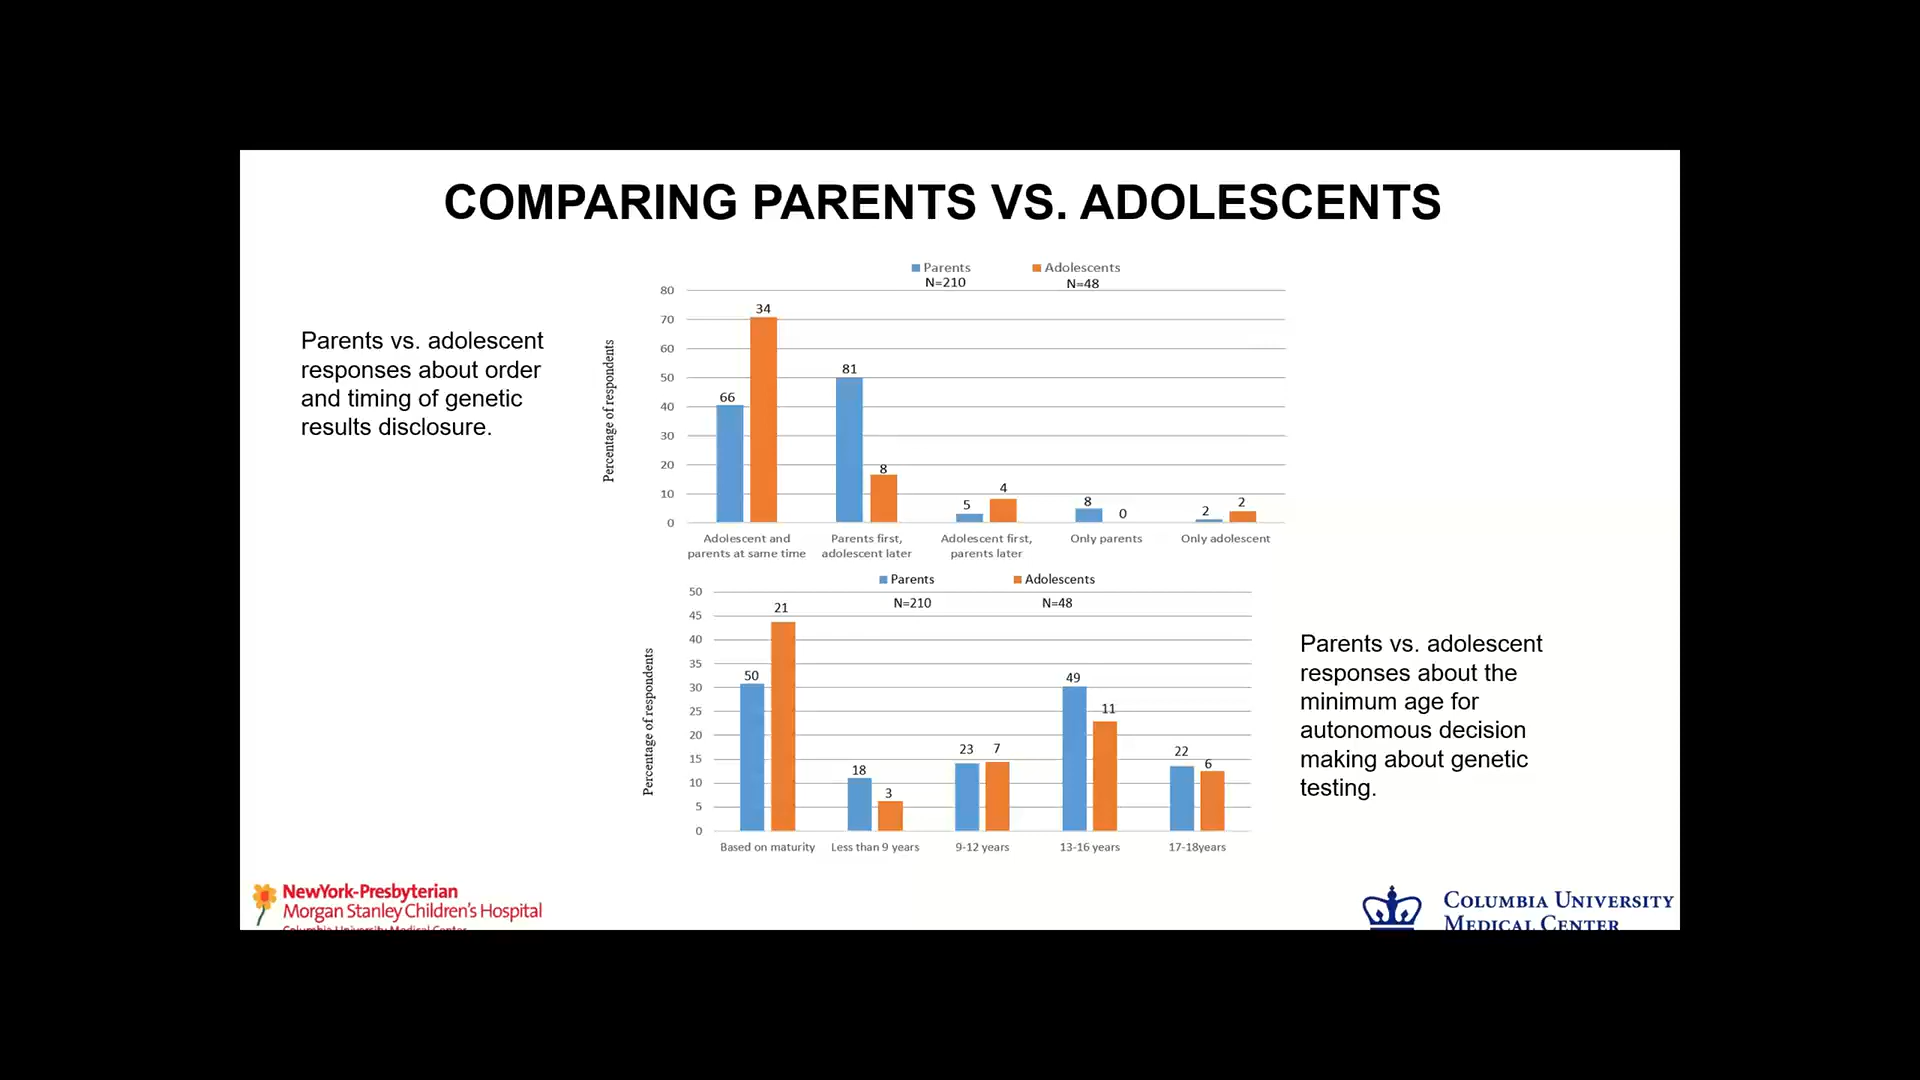 COMPARING PARENTS VS. ADOLESCENTS
Parents vs. adolescent
responses about order
and timing of genetic
results disclosure.
Parents Adolescents
N=210 N=48
Percentage of respondents
80
70
60
50
40
30
20
10
0
66 34
81 8
5 4
8 0
2 2
Adolescent and
parents at same time
Parents first,
adolescent later
Adolescent first,
parents later
Only parents
Only adolescent
Parents Adolescents
N=210 N=48
Percentage of respondents
50
45
40
35
30
25
20
15
10
5
0
50 21
18 3
23 7
49 11
22 6
Based on maturity
Less than 9 years
9-12 years
13-16 years
17-18years
Parents vs. adolescent
responses about the
minimum age for
autonomous decision
making about genetic
testing.
NewYork-Presbyterian
Morgan Stanley Children's Hospital
Columbia University Medical Center
COLUMBIA UNIVERSITY
MEDICAL CENTER